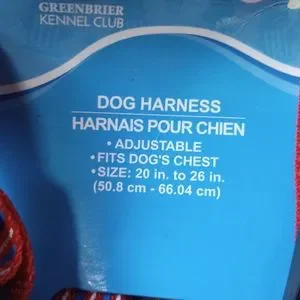 GREENBRIER
KENNEL CLUB
DOG HARNESS
HARNAIS POUR CHIEN
• ADJUSTABLE
• FITS DOG'S CHEST
• SIZE: 20 in. to 26 in.
(50.8 cm - 66.04 cm)